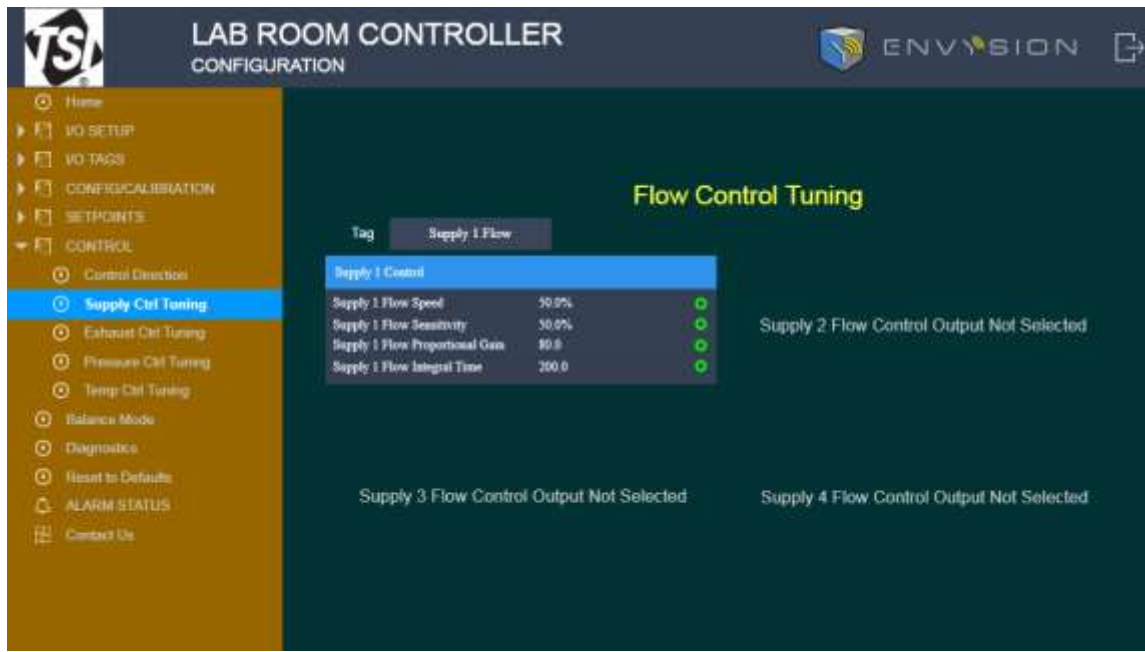 TSI
LAB ROOM CONTROLLER
CONFIGURATION
ENVYSION
Home
I/O SETUP
I/O TAGS
CONFIG/CALIBRATION
SETPOINTS
CONTROL
Control Direction
Supply Ctrl Tuning
Exhaust Ctrl Tuning
Pressure Ctrl Tuning
Temp Ctrl Tuning
Balance Mode
Diagnostics
Reset to Defaults
ALARM STATUS
Contact Us
Flow Control Tuning
Tag Supply 1 Flow
Supply 1 Control
Supply 1 Flow Speed 50.0%
Supply 1 Flow Sensitivity 50.0%
Supply 1 Flow Proportional Gain 80.0
Supply 1 Flow Integral Time 200.0
Supply 2 Flow Control Output Not Selected
Supply 3 Flow Control Output Not Selected
Supply 4 Flow Control Output Not Selected